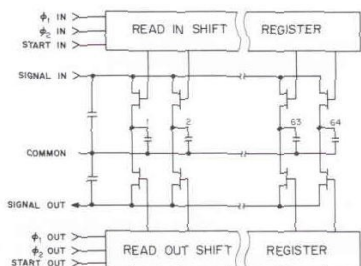 ϕ1 IN
ϕ2 IN
START IN
READ IN SHIFT REGISTER
SIGNAL IN
1 2 63 64
COMMON
SIGNAL OUT
ϕ1 OUT
ϕ2 OUT
START OUT
READ OUT SHIFT REGISTER